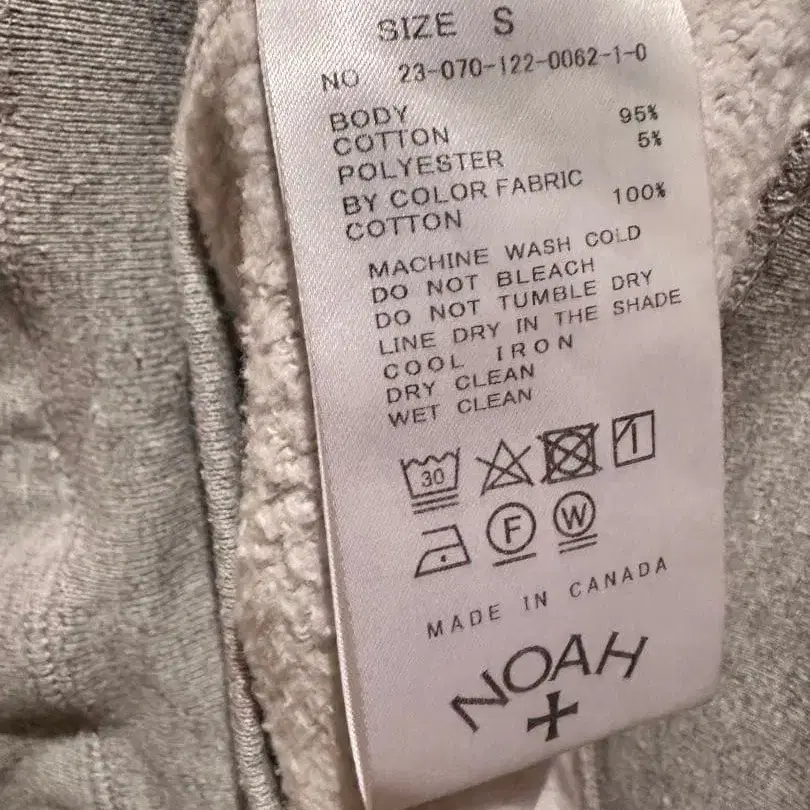 SIZE S
NO 23-070-122-0062-1-0
BODY
COTTON 95%
POLYESTER 5%
BY COLOR FABRIC
COTTON 100%
MACHINE WASH COLD
DO NOT BLEACH
DO NOT TUMBLE DRY
LINE DRY IN THE SHADE
COOL IRON
DRY CLEAN
WET CLEAN
30
F W
MADE IN CANADA
NOAH